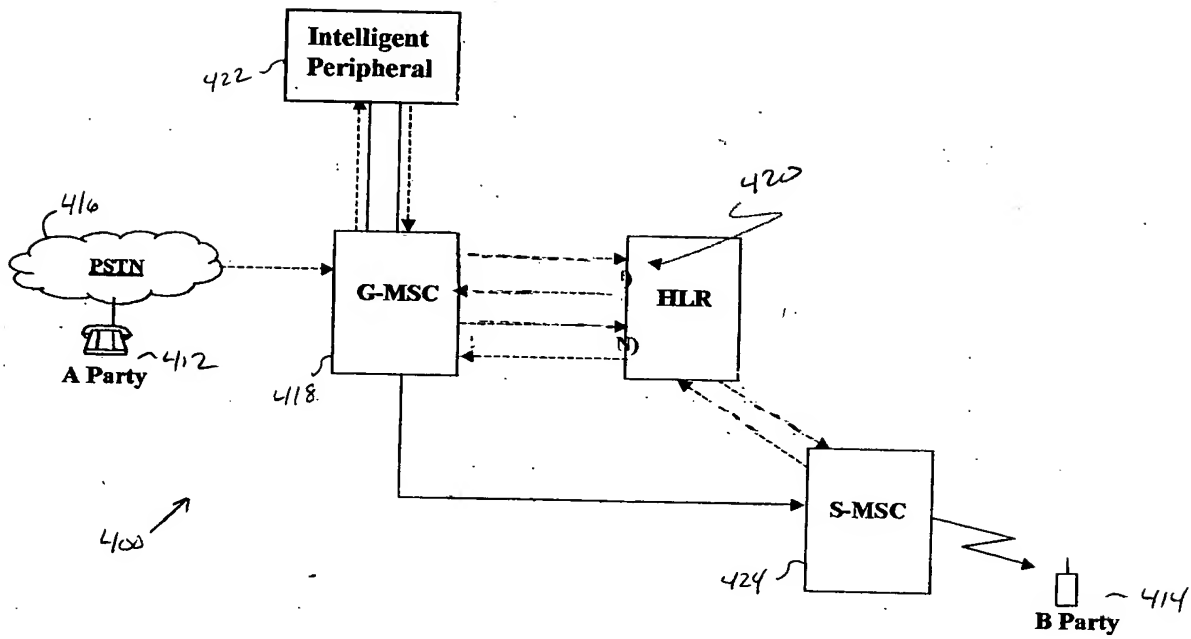 Intelligent
Peripheral
422
420
416
PSTN
G-MSC
HLR
N)
412
A Party
418
S-MSC
400
424
414
B Party